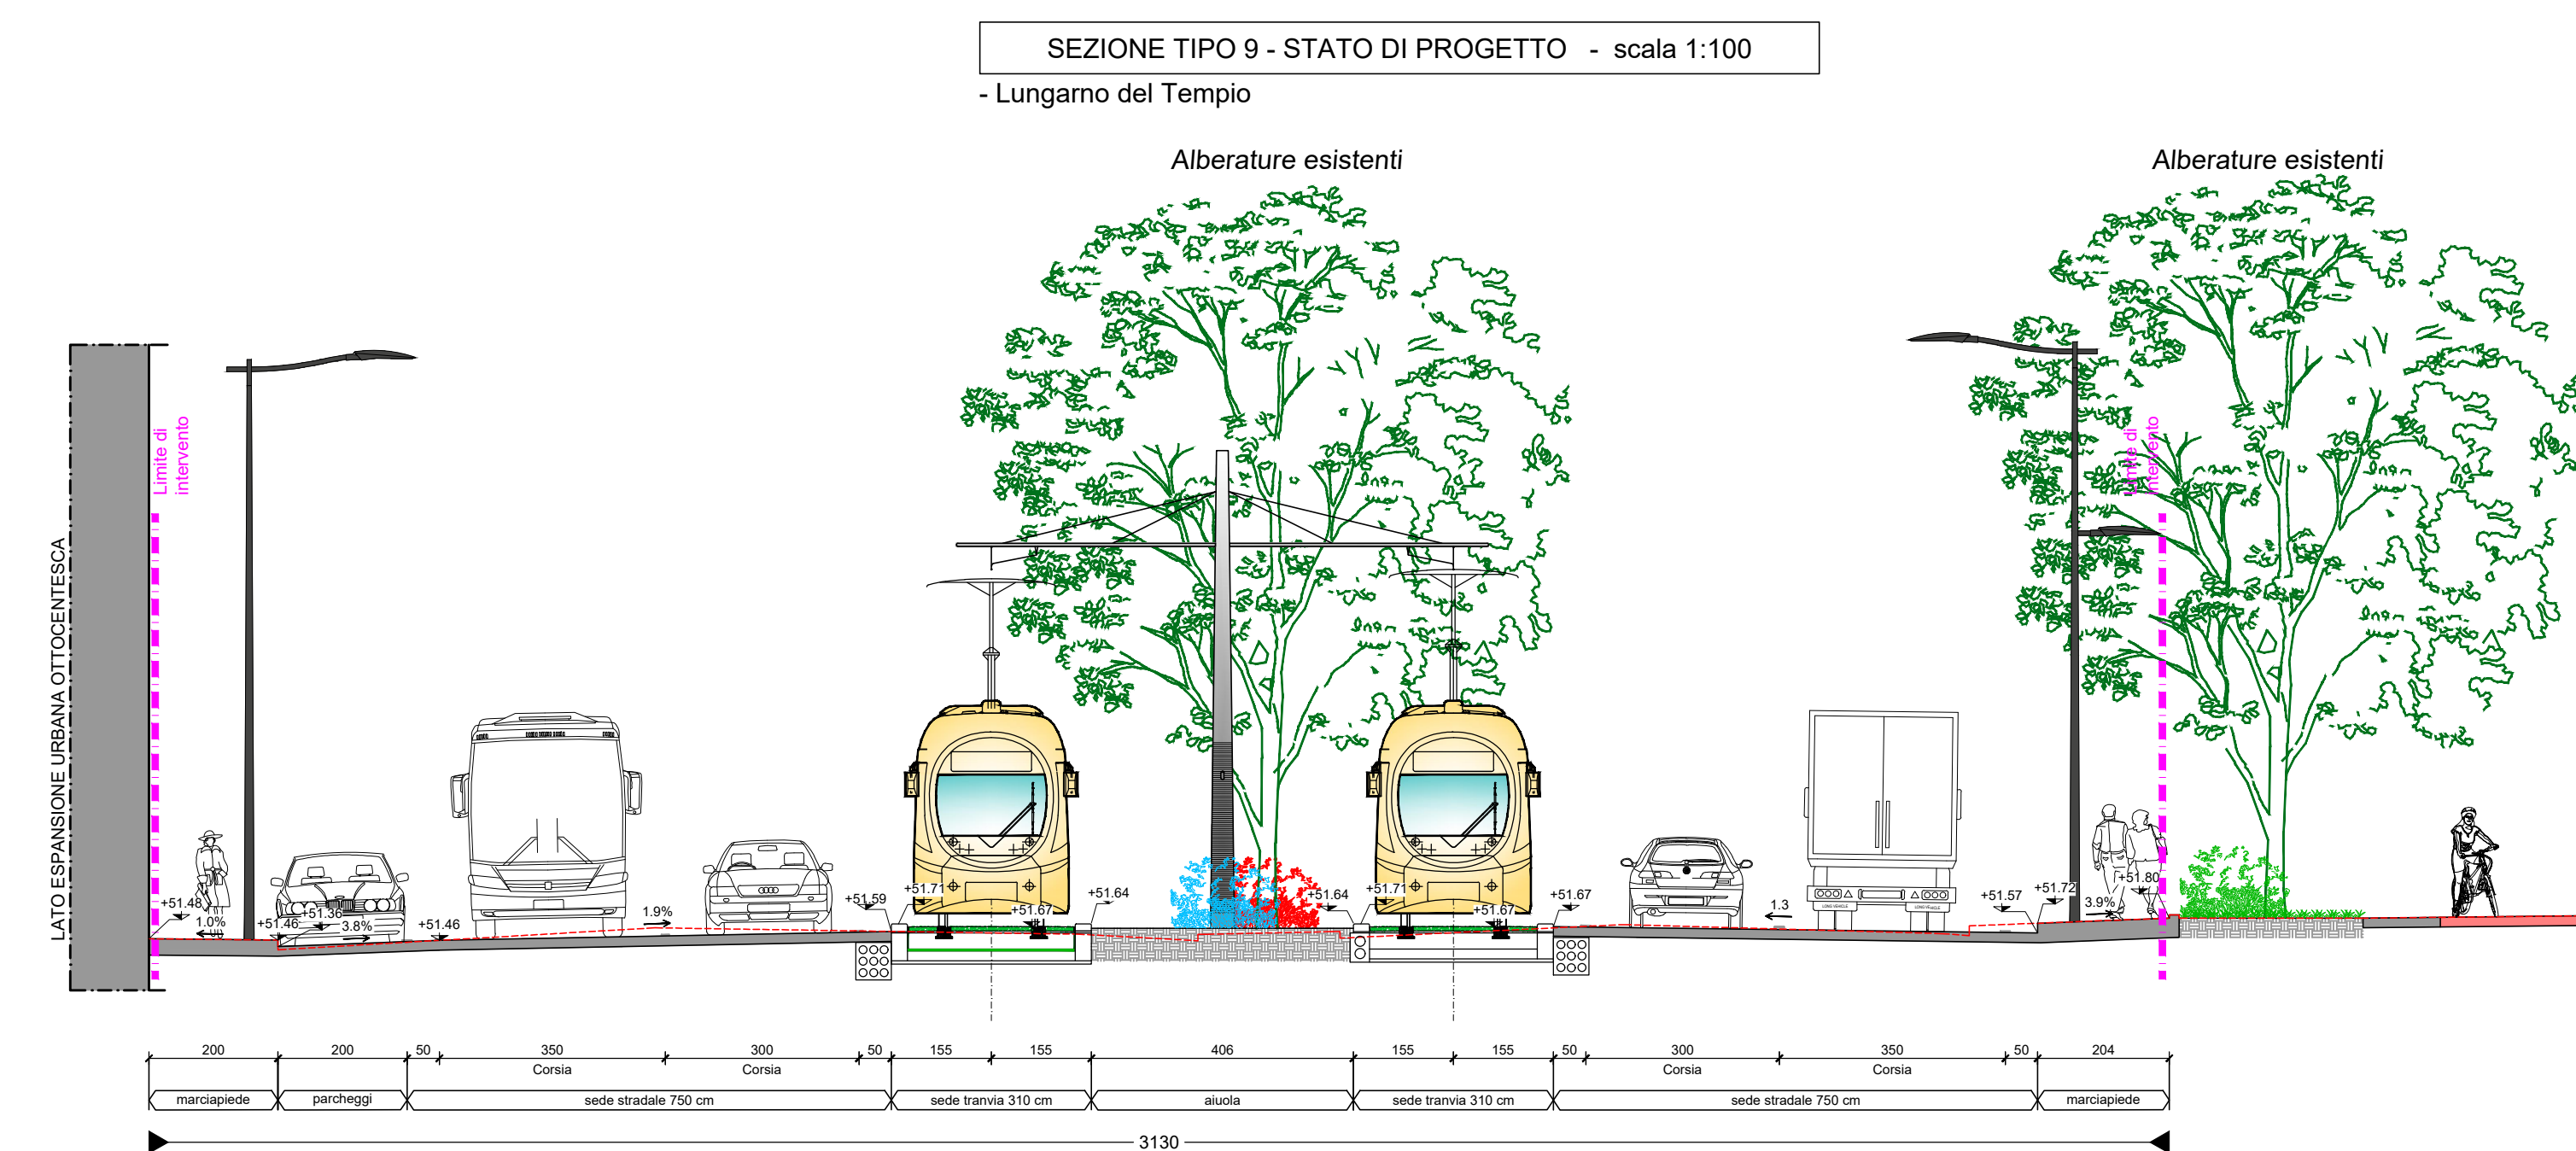 SEZIONE TIPO 9 - STATO DI PROGETTO - scala 1:100
- Lungarno del Tempio
Alberature esistenti
Alberature esistenti
LATO ESPANSIONE URBANA OTTOCENTESCA
Limite di
intervento
Limite di
intervento
+51.48
1.0%
+51.46
+51.36
3.8%
+51.46
1.9%
+51.59
+51.71
+51.67
+51.64
+51.64
+51.71
+51.67
+51.67
1.3
+51.57
+51.72
3.9%
+51.80
LONG VEHICLE
LONG VEHICLE
200 200 50 350 300 50 155 155 406 155 155 50 300 350 50 204
Corsia Corsia Corsia Corsia
marciapiede parcheggi sede stradale 750 cm sede tranvia 310 cm aiuola sede tranvia 310 cm sede stradale 750 cm marciapiede
3130